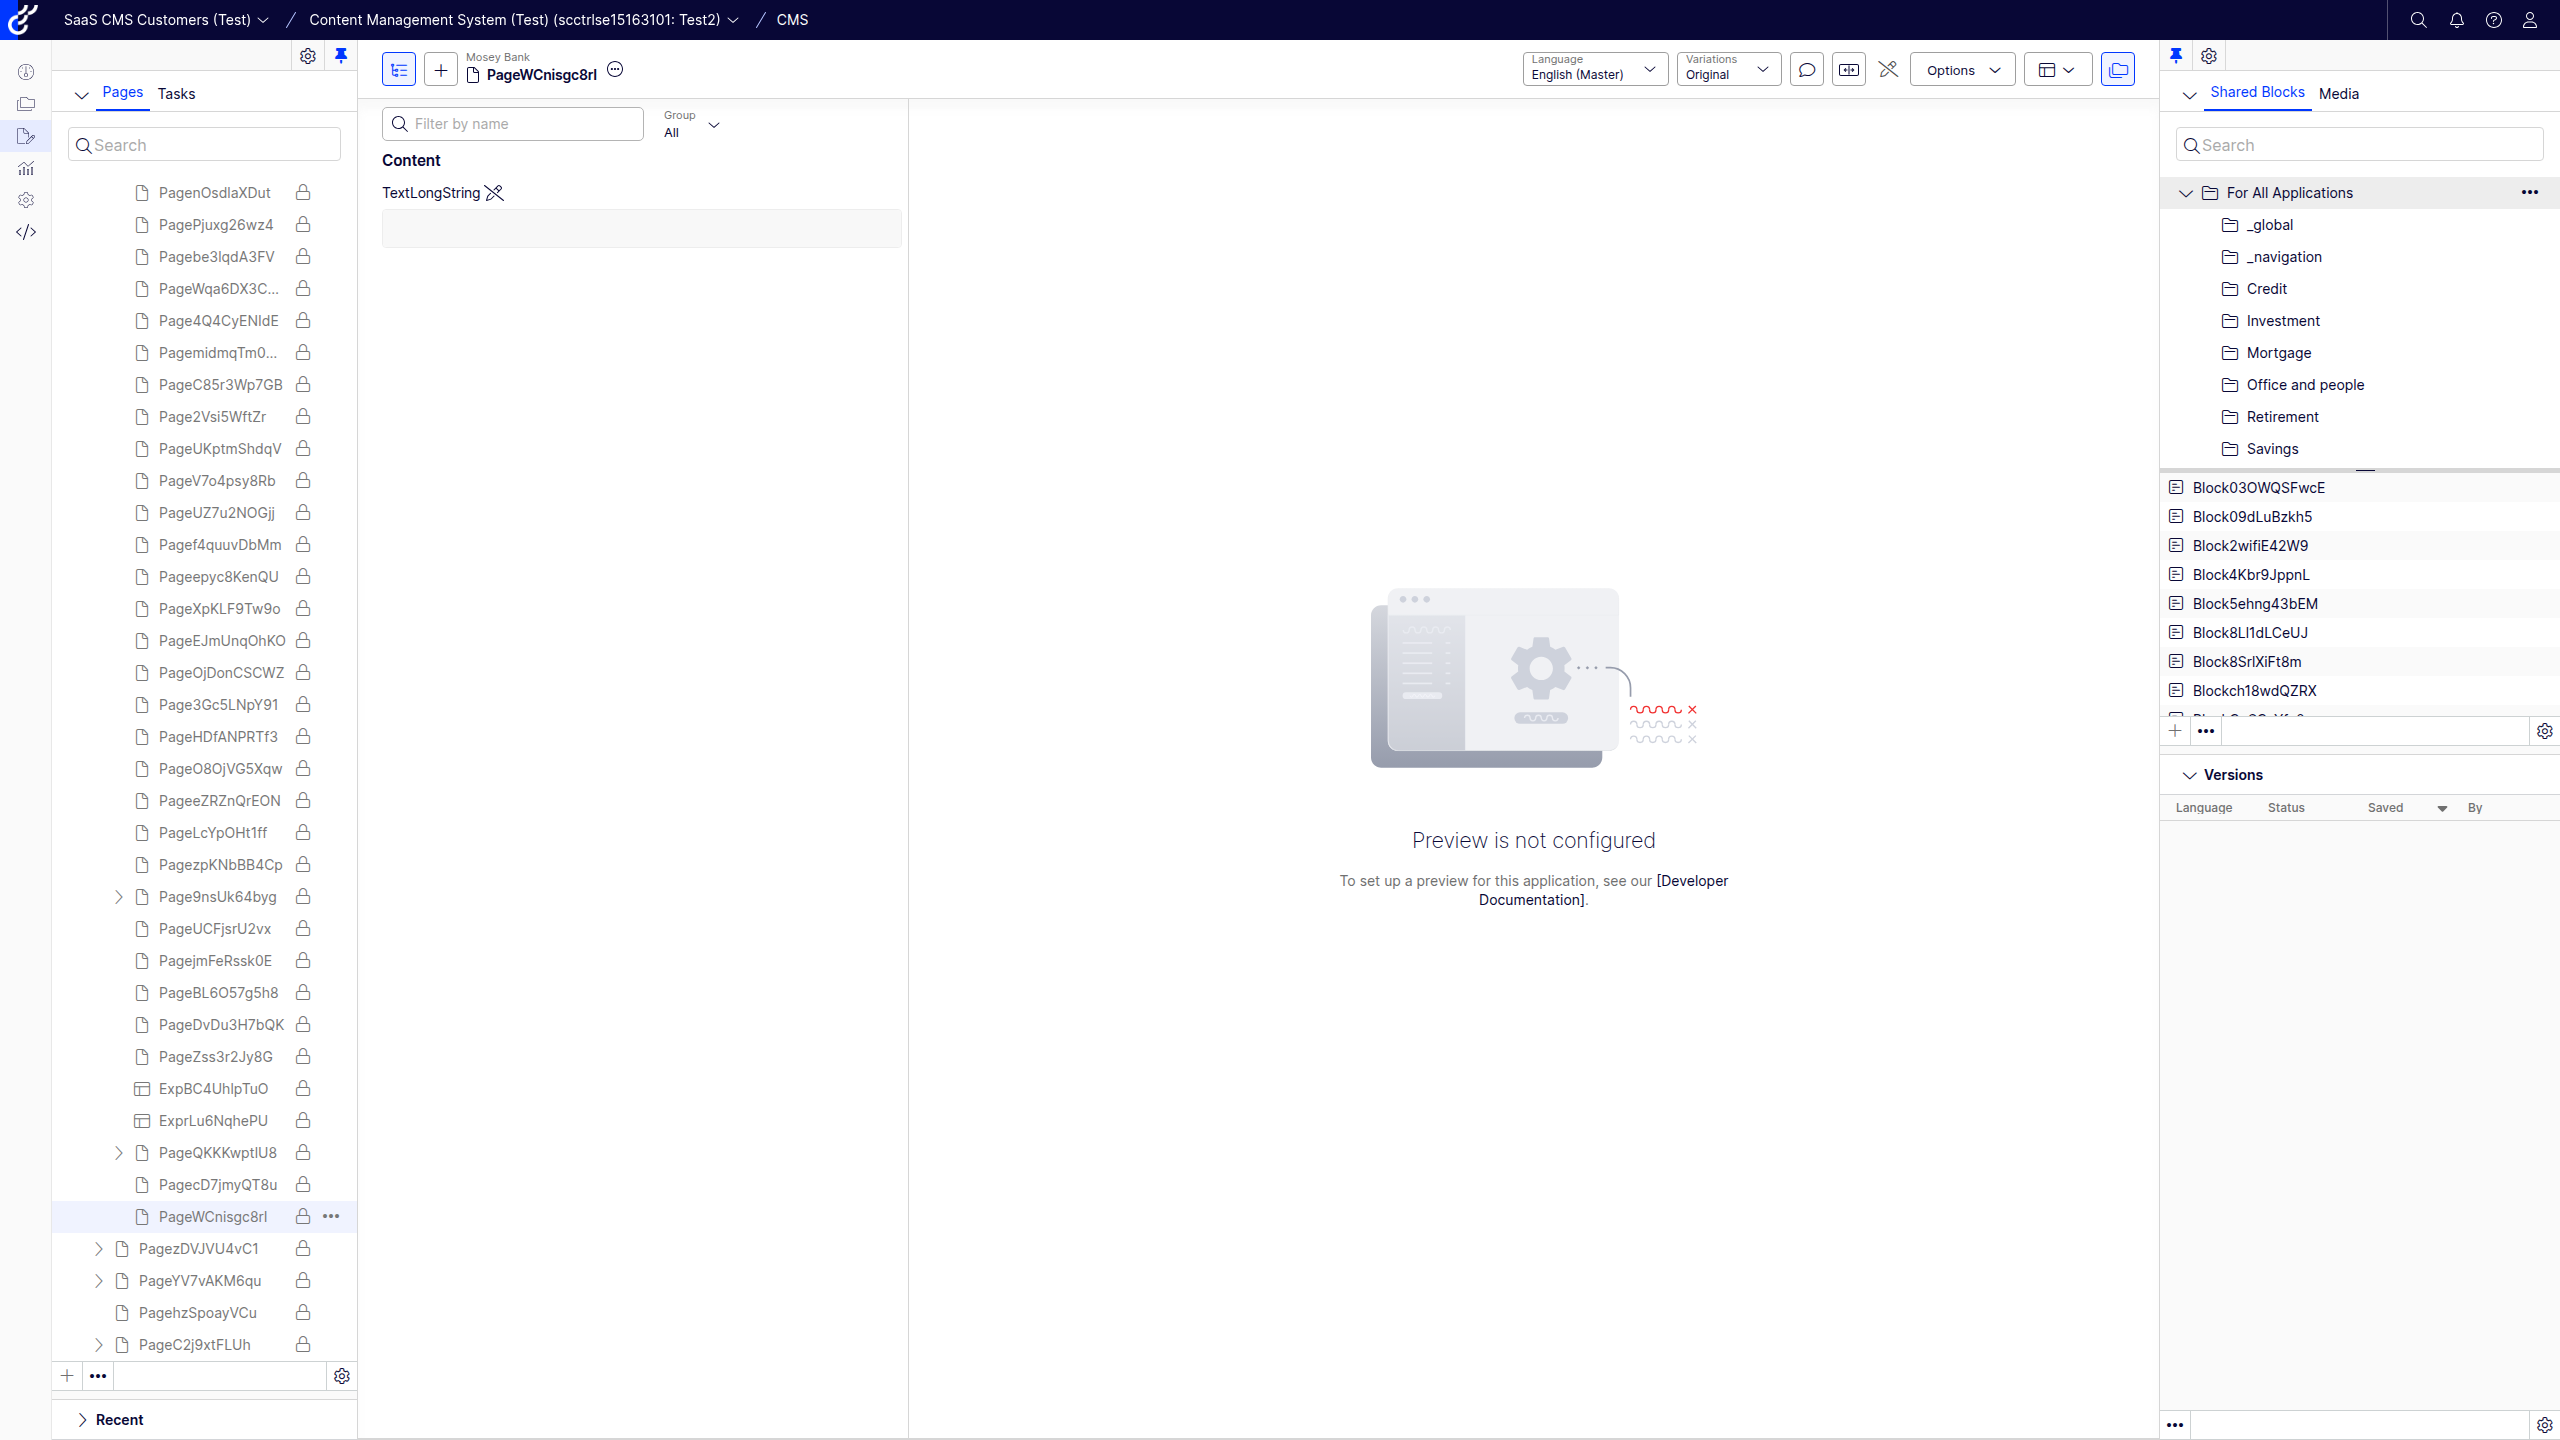 SaaS CMS Customers (Test)
Content Management System (Test) (scctrlse15163101: Test2)
CMS
Pages
Tasks
Search
PagenOsdlaXDut
PagePjuxg26wz4
Pagebe3lqdA3FV
PageWqa6DX3C...
Page4Q4CyENldE
PagemidmqTm0...
PageC85r3Wp7GB
Page2Vsi5WftZr
PageUKptmShdqV
PageV7o4psy8Rb
PageUZ7u2NOGjj
Pagef4quuvDbMm
Pageepyc8KenQU
PageXpKLF9Tw9o
PageEJmUnqOhKO
PageOjDonCSCWZ
Page3Gc5LNpY91
PageHDfANPRTf3
PageO8OjVG5Xqw
PageeZRZnQrEON
PageLcYpOHt1ff
PagezpKNbBB4Cp
Page9nsUk64byg
PageUCFjsrU2vx
PagejmFeRssk0E
PageBL6O57g5h8
PageDvDu3H7bQK
PageZss3r2Jy8G
ExpBC4UhlpTuO
ExprLu6NqhePU
PageQKKKwptlU8
PagecD7jmyQT8u
PageWCnisgc8rl
PagezDVJVU4vC1
PageYV7vAKM6qu
PagehzSpoayVCu
PageC2j9xtFLUh
Recent
Mosey Bank
PageWCnisgc8rl
Language
English (Master)
Variations
Original
Options
Filter by name
Group
All
Content
TextLongString
Preview is not configured
To set up a preview for this application, see our [Developer
Documentation].
Shared Blocks
Media
Search
For All Applications
_global
_navigation
Credit
Investment
Mortgage
Office and people
Retirement
Savings
Block03OWQSFwcE
Block09dLuBzkh5
Block2wifiE42W9
Block4Kbr9JppnL
Block5ehng43bEM
Block8Ll1dLCeUJ
Block8SrlXiFt8m
Blockch18wdQZRX
Versions
Language
Status
Saved
By